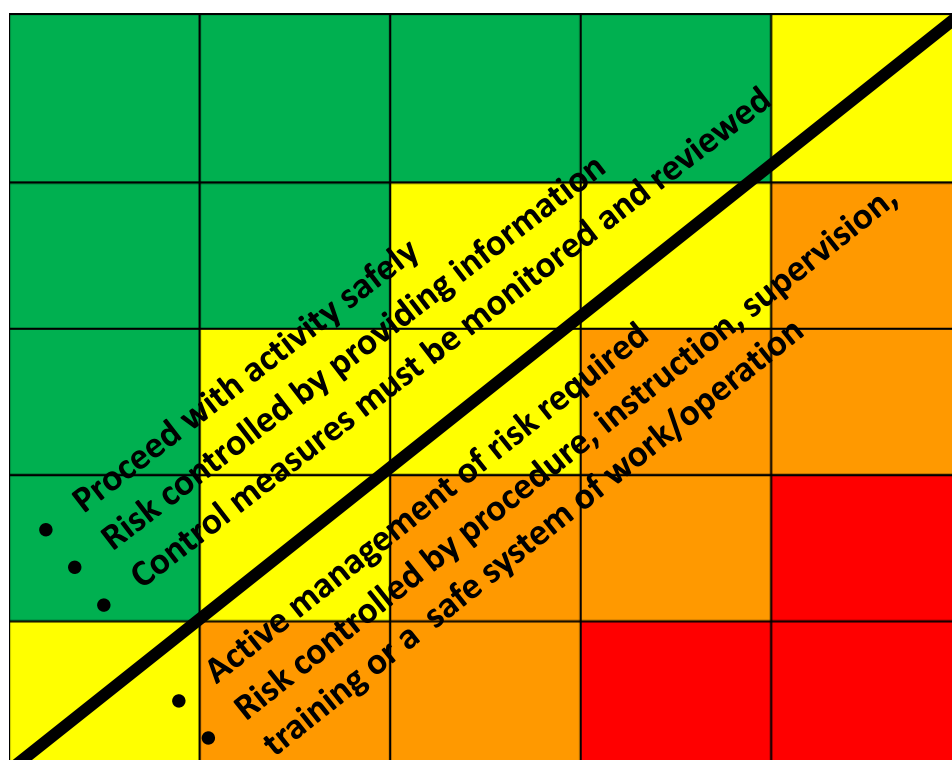 • Proceed with activity safely
• Risk controlled by providing information
• Control measures must be monitored and reviewed
• Active management of risk required
• Risk controlled by procedure, instruction, supervision,
training or a safe system of work/operation